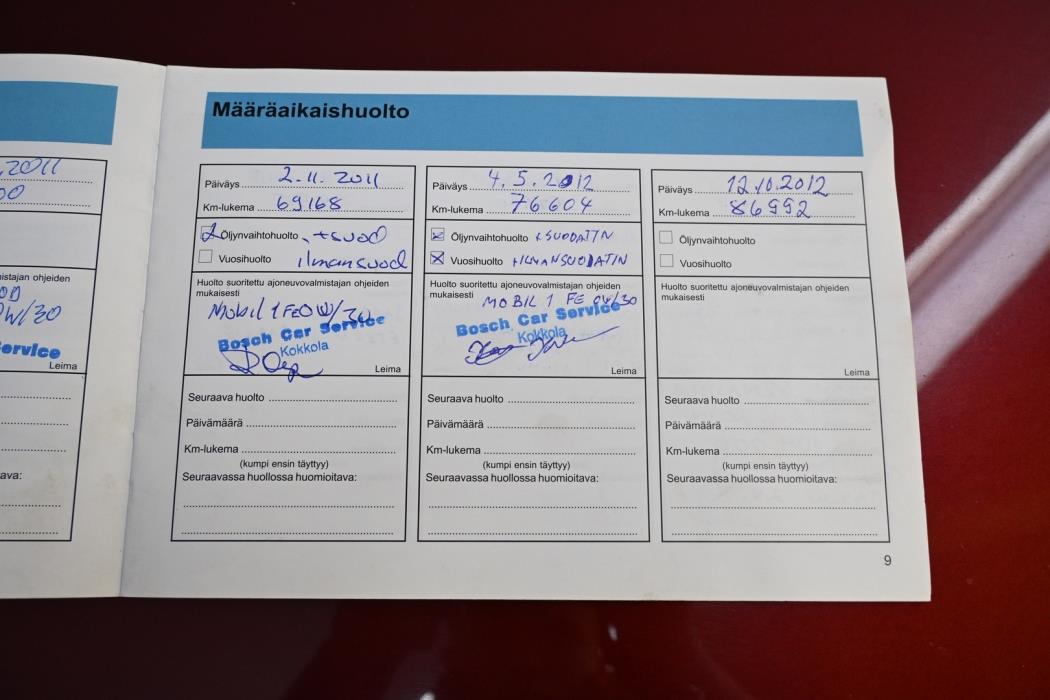 .2011
00
mistajan ohjeiden
0W/30
ervice
Leima
ava:
Määräaikaishuolto
Päiväys 2.11.2011
Km-lukema 69168
Öljynvaihtohuolto +suod
Vuosihuolto ilmansuod
Huolto suoritettu ajoneuvovalmistajan ohjeiden
mukaisesti
Mobil 1 FE 0W/30
Bosch Car Service
Kokkola
Leima
Seuraava huolto
Päivämäärä
Km-lukema
(kumpi ensin täyttyy)
Seuraavassa huollossa huomioitava:
Päiväys 4.5.2012
Km-lukema 76604
Öljynvaihtohuolto +SUODATIN
Vuosihuolto +ILMANSUODATIN
Huolto suoritettu ajoneuvovalmistajan ohjeiden
mukaisesti MOBIL 1 FE 0W/30
Bosch Car Service
Kokkola
Leima
Seuraava huolto
Päivämäärä
Km-lukema
(kumpi ensin täyttyy)
Seuraavassa huollossa huomioitava:
Päiväys 12.10.2012
Km-lukema 86992
Öljynvaihtohuolto
Vuosihuolto
Huolto suoritettu ajoneuvovalmistajan ohjeiden
mukaisesti
Leima
Seuraava huolto
Päivämäärä
Km-lukema
(kumpi ensin täyttyy)
Seuraavassa huollossa huomioitava:
9